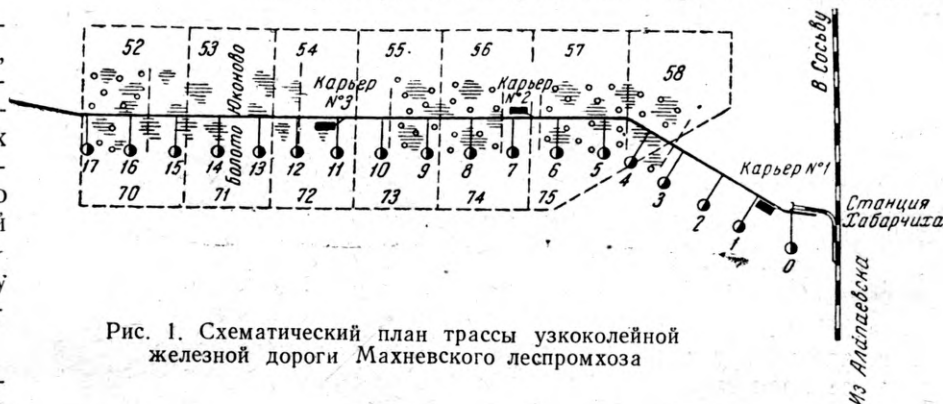 52 53 54 55 56 57 58
Карьер №3
Карьер №2
болото Юконово
Карьер №1
В Сосьву
Станция Хабарчиха
Из Алапаевска
17 16 15 14 13 12 11 10 9 8 7 6 5 4 3 2 1 0
70 71 72 73 74 75
Рис. 1. Схематический план трассы узкоколейной
железной дороги Махневского леспромхоза
х
о
й
у